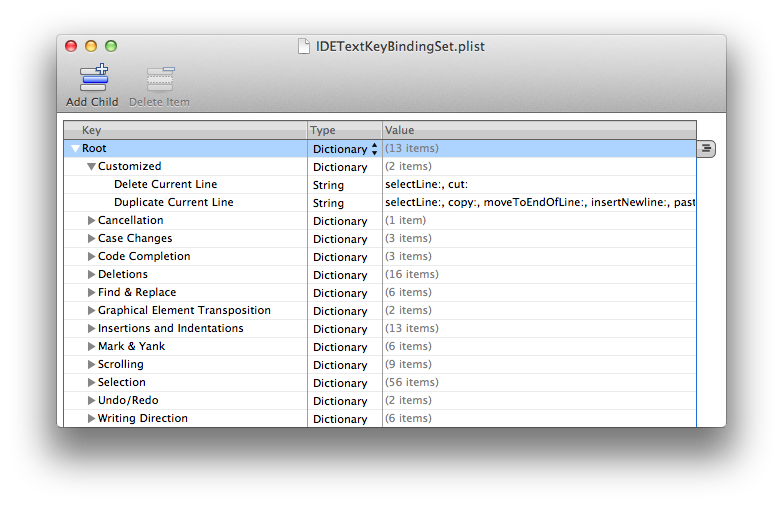 IDETextKeyBindingSet.plist
Add Child Delete Item
Key Type Value
Root Dictionary (13 items)
Customized Dictionary (2 items)
Delete Current Line String selectLine:, cut:
Duplicate Current Line String selectLine:, copy:, moveToEndOfLine:, insertNewline:, past
Cancellation Dictionary (1 item)
Case Changes Dictionary (3 items)
Code Completion Dictionary (3 items)
Deletions Dictionary (16 items)
Find & Replace Dictionary (6 items)
Graphical Element Transposition Dictionary (2 items)
Insertions and Indentations Dictionary (13 items)
Mark & Yank Dictionary (6 items)
Scrolling Dictionary (9 items)
Selection Dictionary (56 items)
Undo/Redo Dictionary (2 items)
Writing Direction Dictionary (6 items)